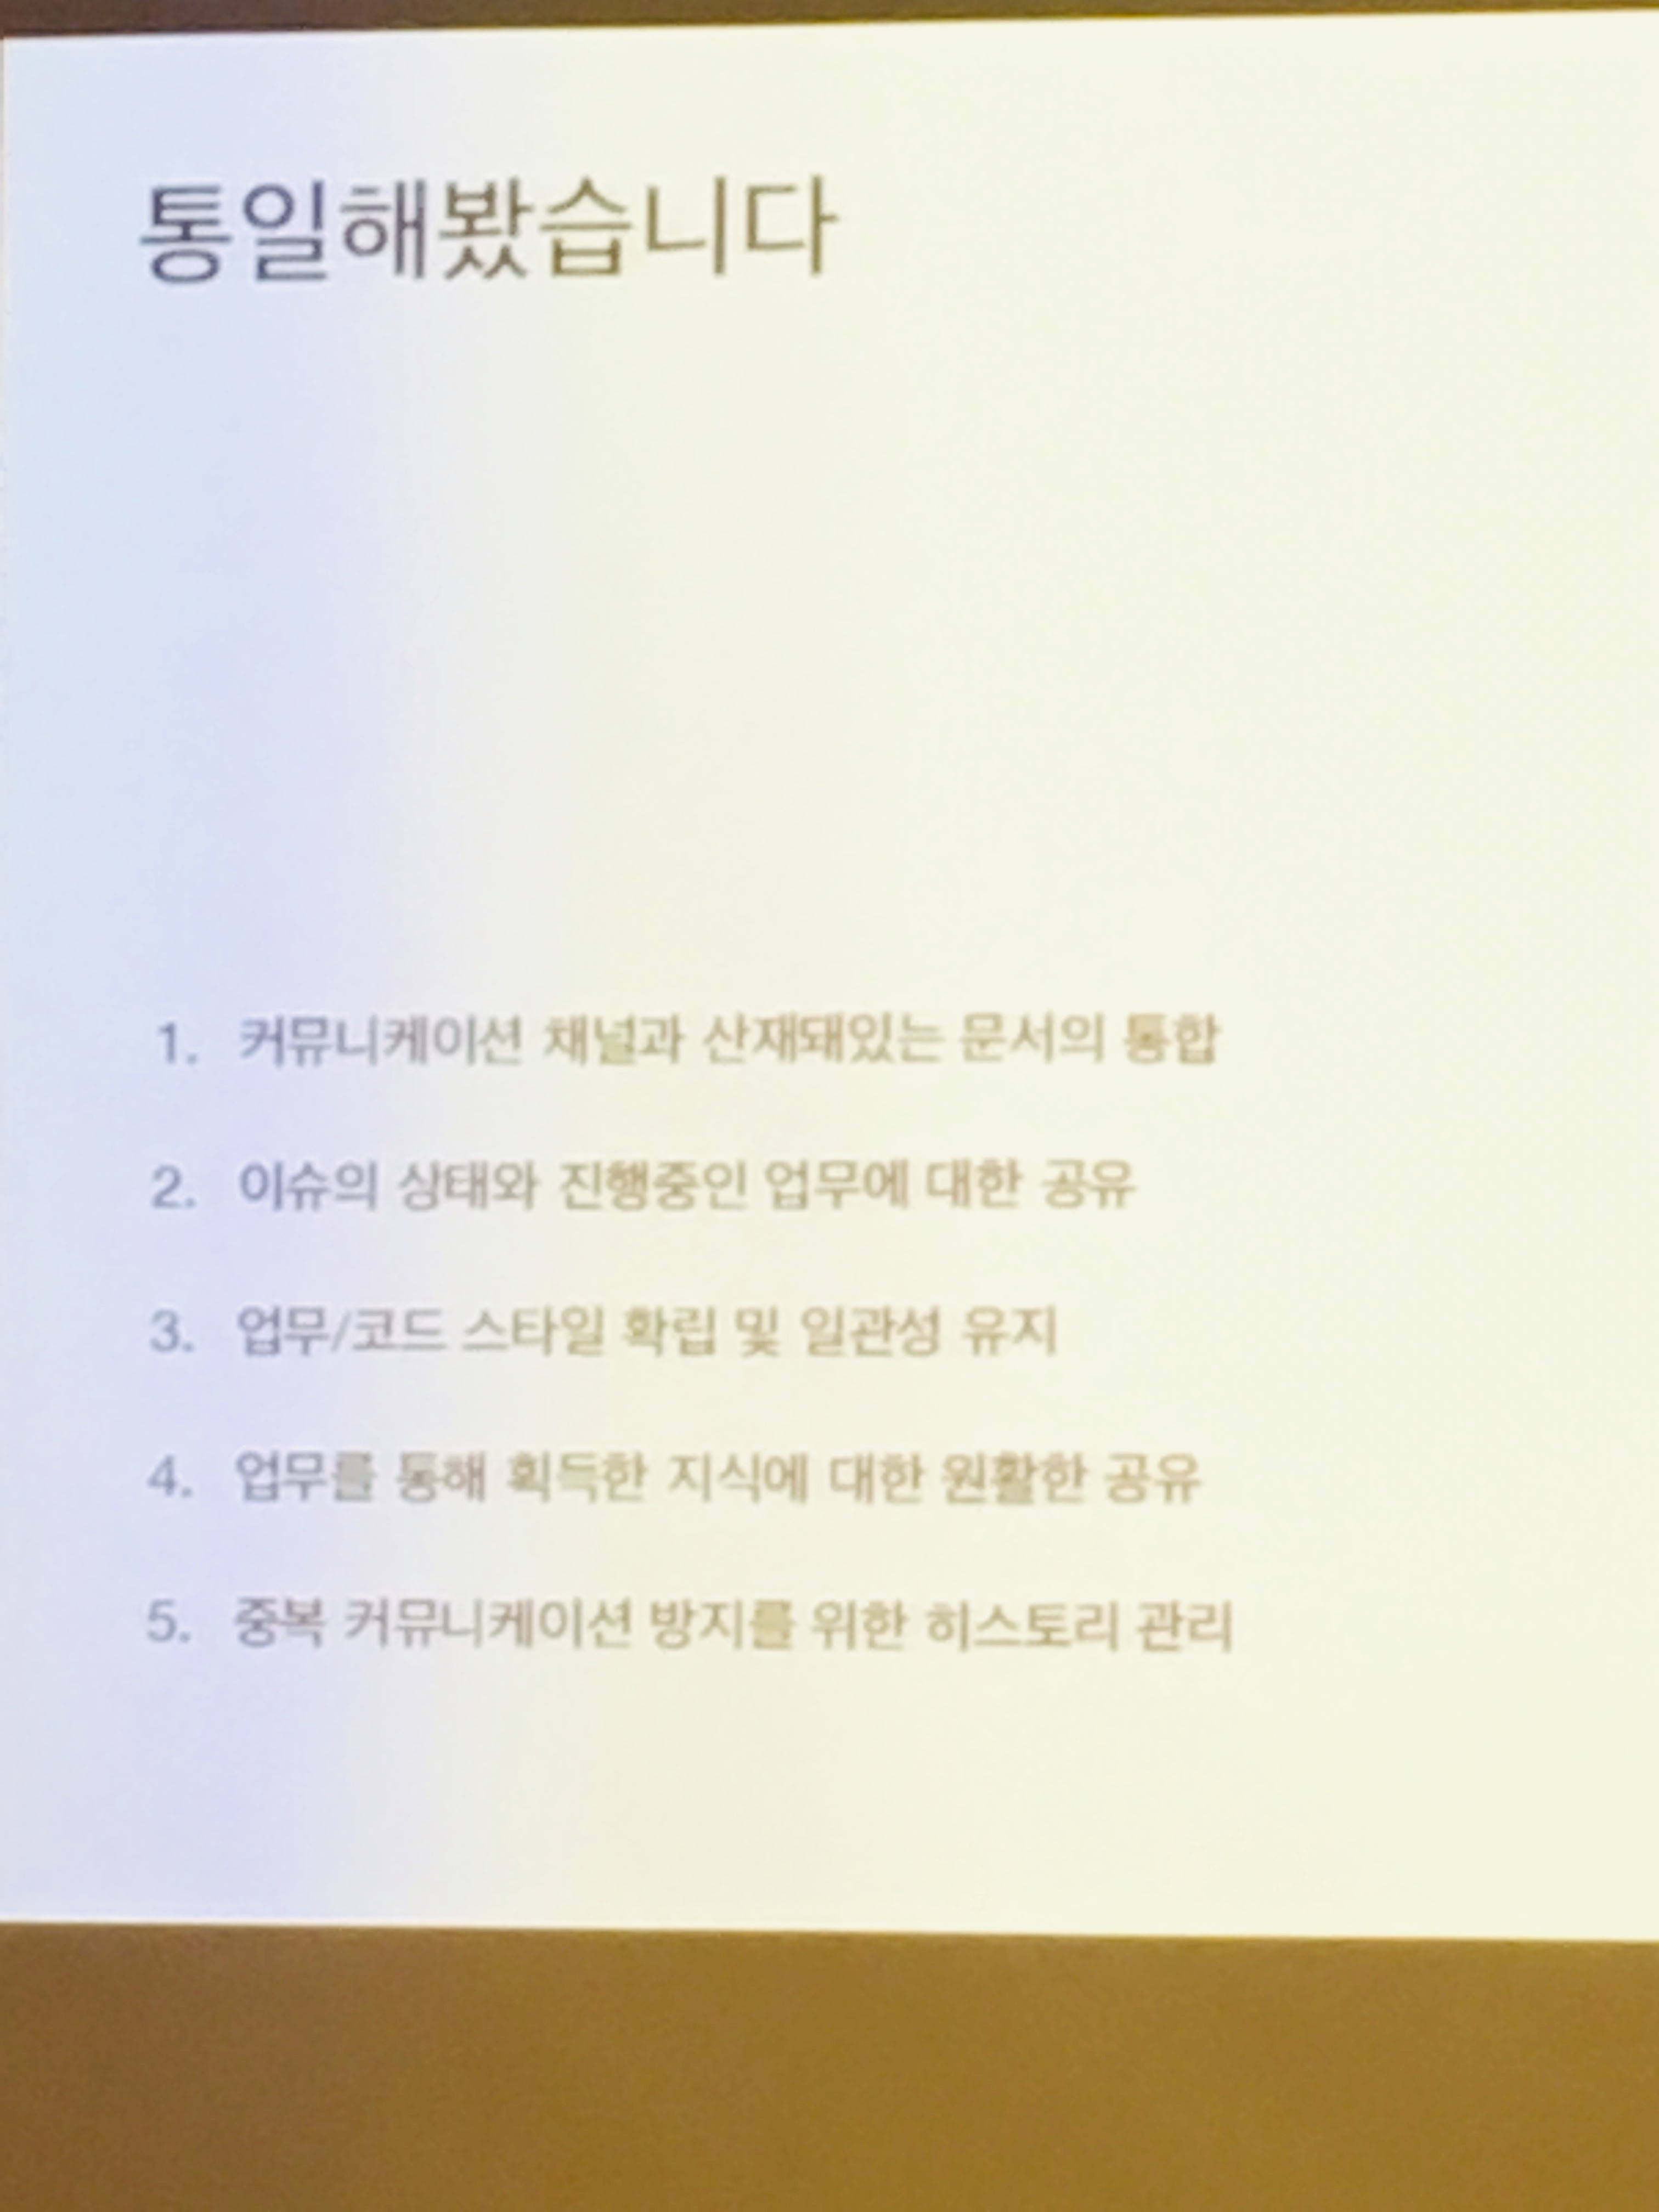 통일해봤습니다
1. 커뮤니케이션 채널과 산재돼있는 문서의 통합
2. 이슈의 상태와 진행중인 업무에 대한 공유
3. 업무/코드 스타일 확립 및 일관성 유지
4. 업무를 통해 획득한 지식에 대한 원활한 공유
5. 중복 커뮤니케이션 방지를 위한 히스토리 관리